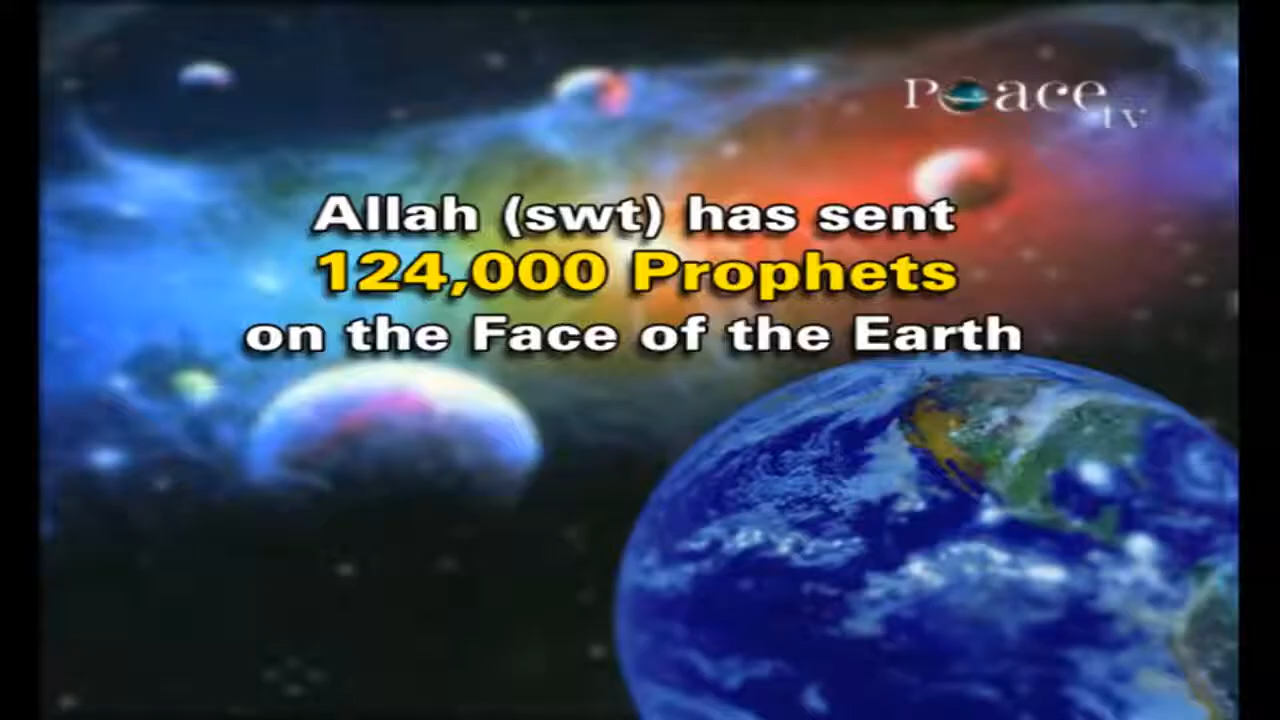 Peace
tv
Allah (swt) has sent
124,000 Prophets
on the Face of the Earth